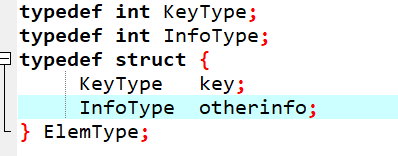 typedef int KeyType;
typedef int InfoType;
typedef struct {
     KeyType   key;
     InfoType  otherinfo;
} ElemType;